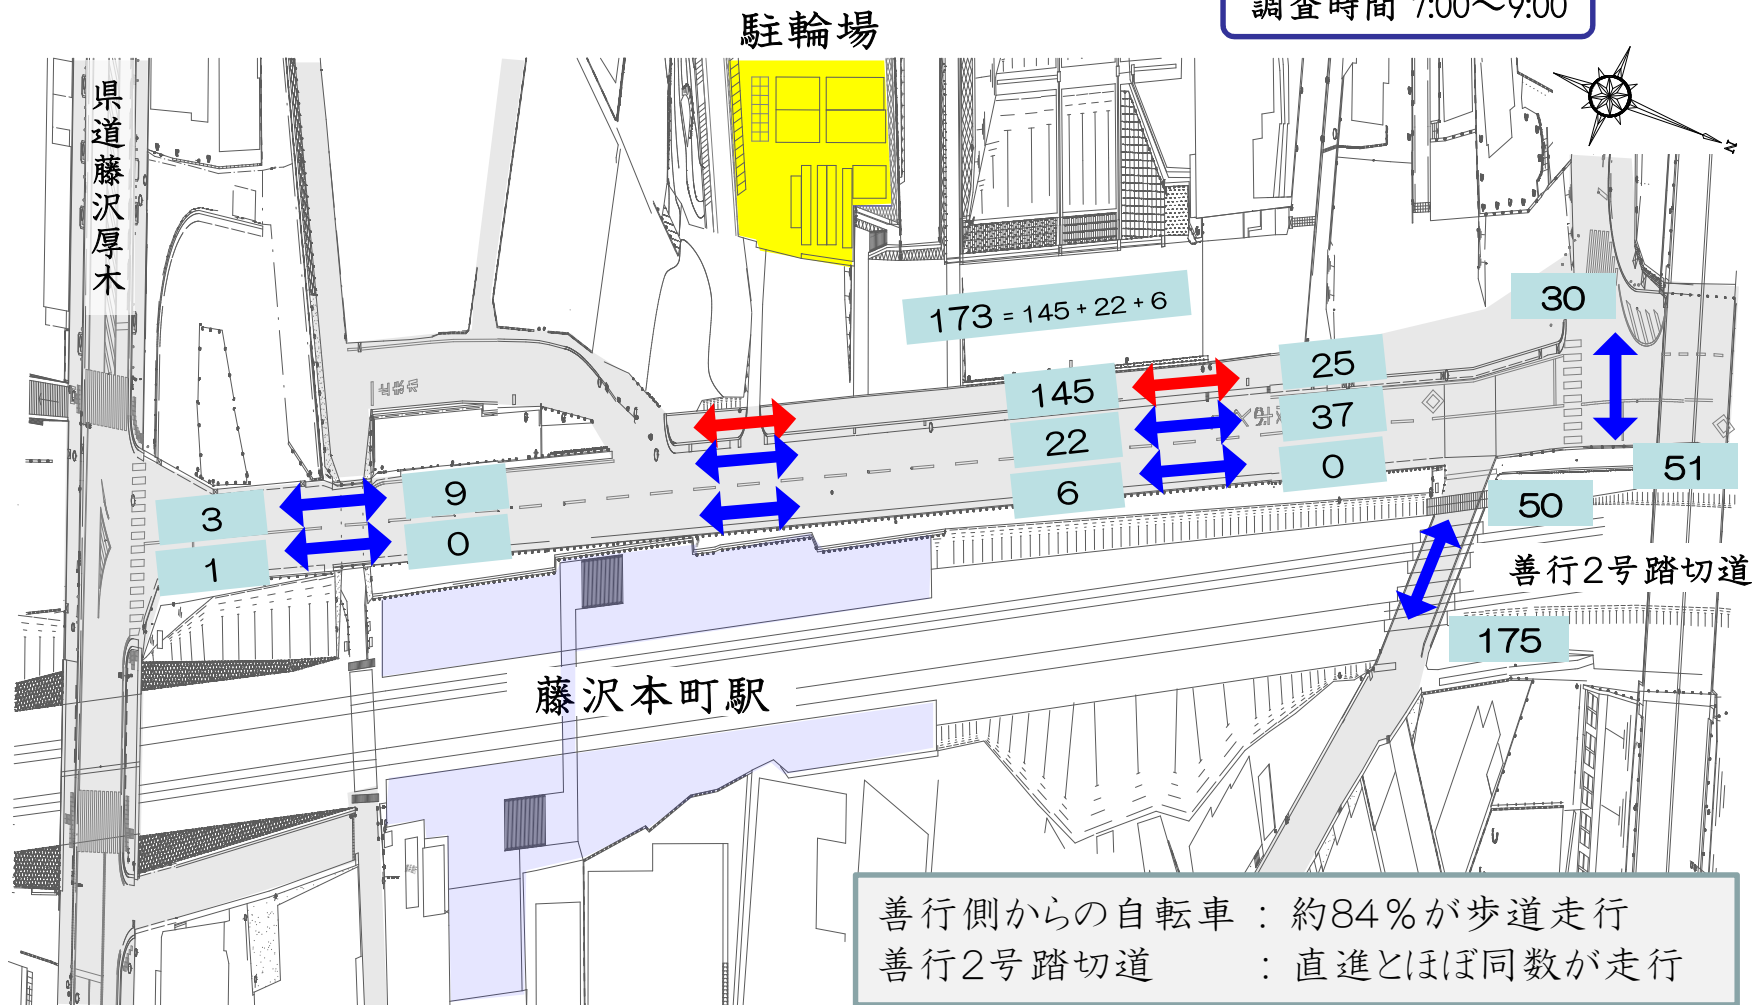 調査時間 7:00～9:00
駐輪場
県道藤沢厚木
N
30
173 = 145 + 22 + 6
145
25
22
37
6
0
51
50
善行2号踏切道
175
3
9
1
0
藤沢本町駅
善行側からの自転車 : 約84%が歩道走行
善行2号踏切道 : 直進とほぼ同数が走行